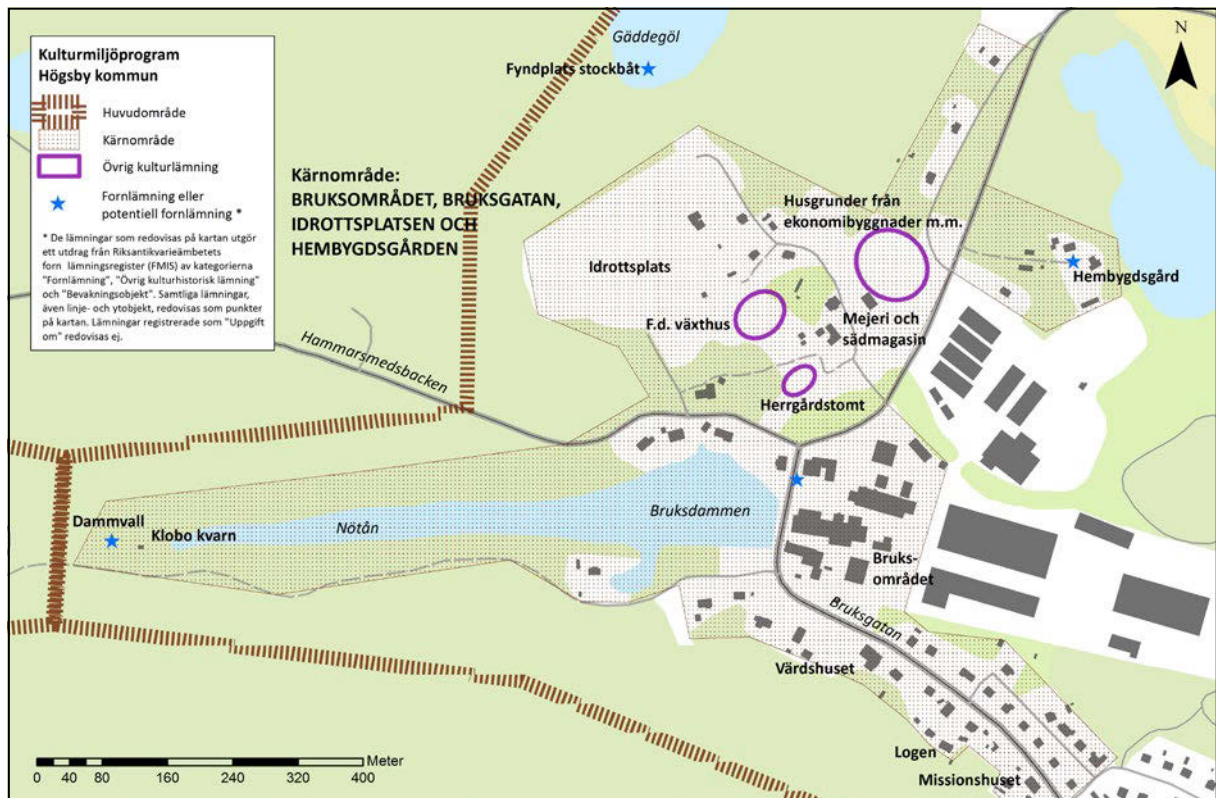 Kulturmiljöprogram
Högsby kommun
Huvudområde
Kärnområde
Övrig kulturlämning
Fornlämning eller
potentiell fornlämning *
* De lämningar som redovisas på kartan utgör
ett utdrag från Riksantikvarieämbetets
forn lämningsregister (FMIS) av kategorierna
"Fornlämning", "Övrig kulturhistorisk lämning"
och "Bevakningsobjekt". Samtliga lämningar,
även linje- och ytobjekt, redovisas som punkter
på kartan. Lämningar registrerade som "Uppgift
om" redovisas ej.
Gäddegöl
Fyndplats stockbåt
N
Kärnområde:
BRUKSOMRÅDET, BRUKSGATAN,
IDROTTSPLATSEN OCH
HEMBYGDSGÅRDEN
Husgrunder från
ekonomibyggnader m.m.
Idrottsplats
Hembygdsgård
F.d. växthus
Mejeri och
sädmagasin
Hammarsmedsbacken
Herrgårdstomt
Dammvall
Klobo kvarn
Nötån
Bruksdammen
Bruks-
området
Bruksgatan
Värdshuset
Logen
Missionshuset
Meter
0 40 80 160 240 320 400